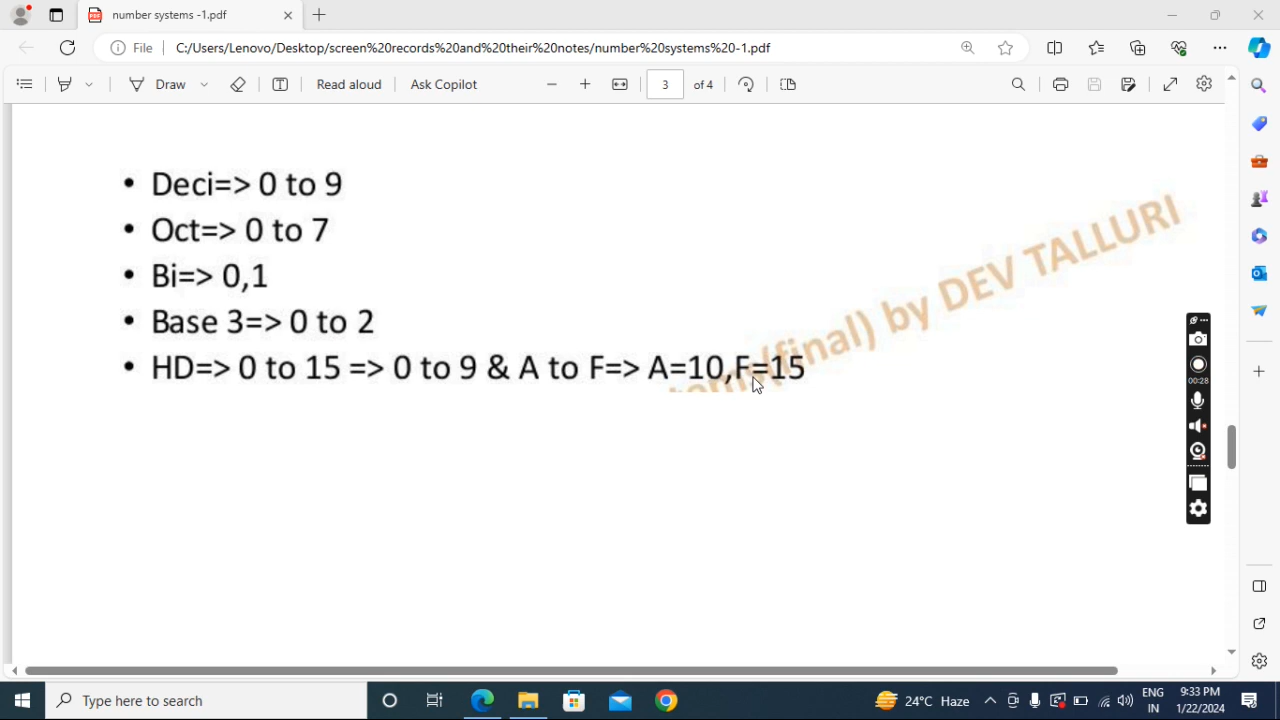 number systems -1.pdf
File C:/Users/Lenovo/Desktop/screen%20records%20and%20their%20notes/number%20systems%20-1.pdf
Draw Read aloud Ask Copilot 3 of 4
• Deci=> 0 to 9
• Oct=> 0 to 7
• Bi=> 0,1
• Base 3=> 0 to 2
• HD=> 0 to 15 => 0 to 9 & A to F=> A=10,F=15
(final) by DEV TALLURI
00:28
Type here to search
24°C Haze
ENG
IN
9:33 PM
1/22/2024